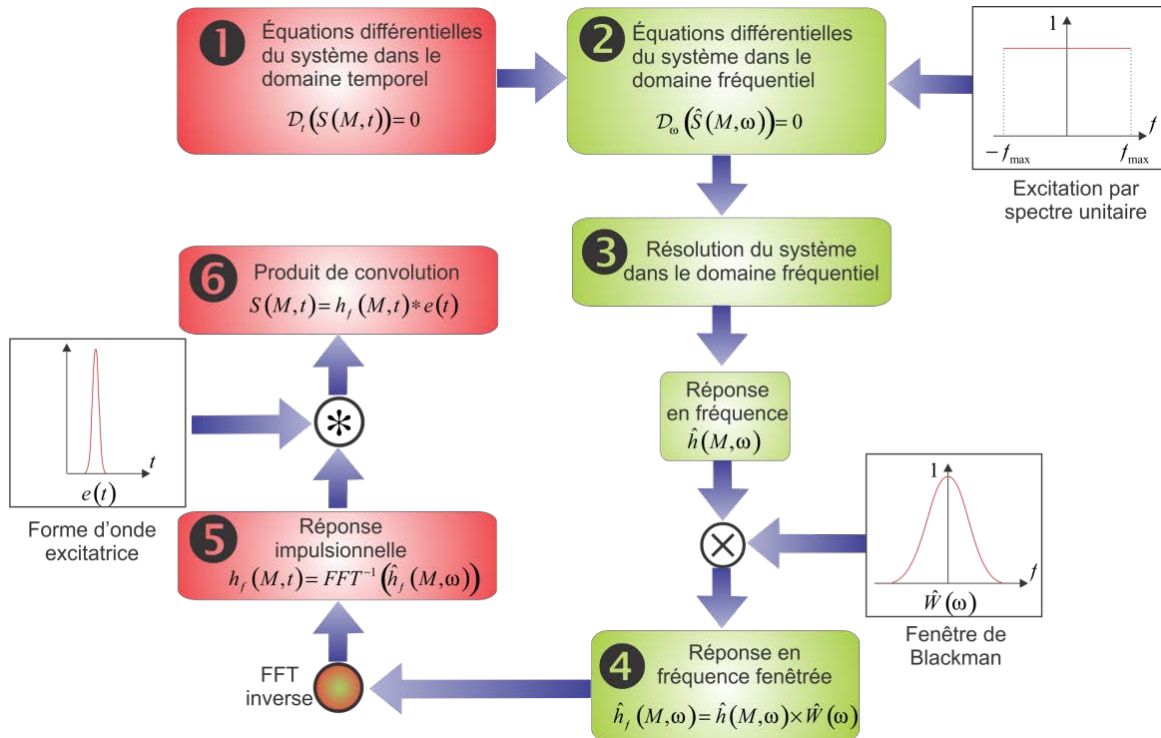 1
Équations différentielles
du système dans le
domaine temporel
𝒟ₜ(S(M,t))=0
2
Équations différentielles
du système dans le
domaine fréquentiel
𝒟_ω(Ŝ(M,ω))=0
1
f
−f_max
f_max
Excitation par
spectre unitaire
3
Résolution du système
dans le domaine fréquentiel
Réponse
en fréquence
ĥ(M,ω)
×
1
f
Ŵ(ω)
Fenêtre de
Blackman
4
Réponse en
fréquence fenêtrée
ĥ_f(M,ω)=ĥ(M,ω)×Ŵ(ω)
FFT
inverse
5
Réponse
impulsionnelle
h_f(M,t)=FFT⁻¹(ĥ_f(M,ω))
*
t
e(t)
Forme d'onde
excitatrice
6
Produit de convolution
S(M,t)=h_f(M,t)*e(t)